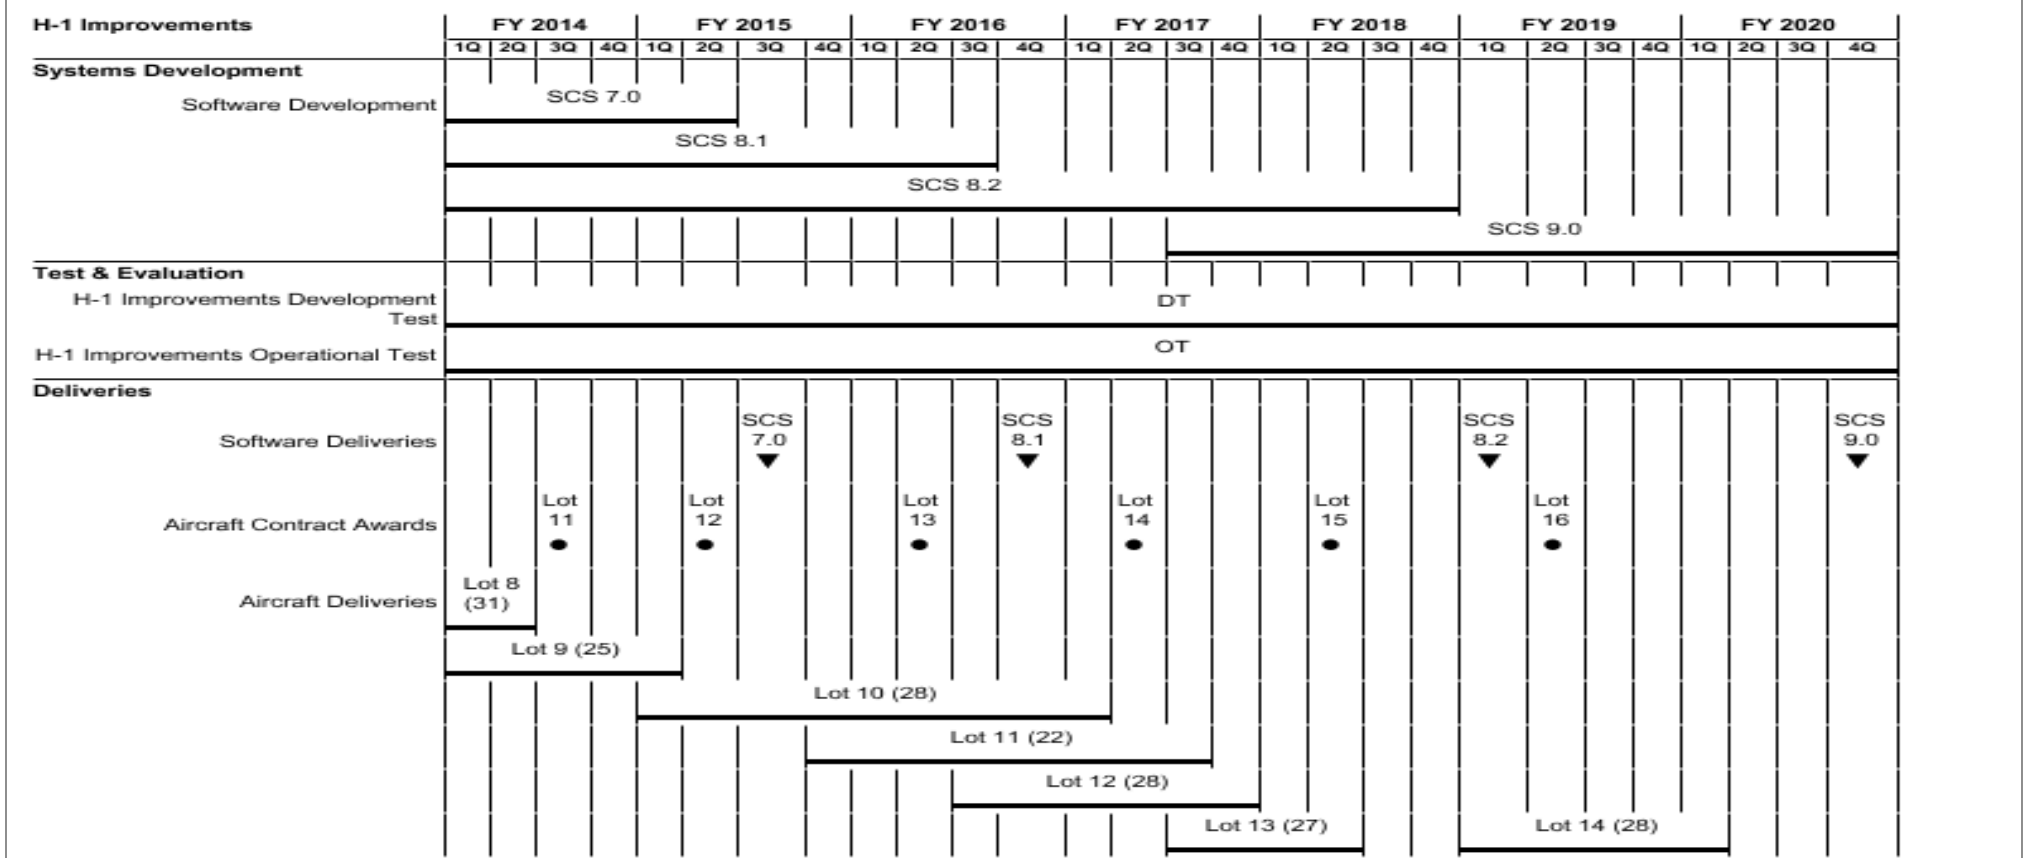 H-1 Improvements FY 2014 FY 2015 FY 2016 FY 2017 FY 2018 FY 2019 FY 2020
1Q 2Q 3Q 4Q 1Q 2Q 3Q 4Q 1Q 2Q 3Q 4Q 1Q 2Q 3Q 4Q 1Q 2Q 3Q 4Q 1Q 2Q 3Q 4Q 1Q 2Q 3Q 4Q
Systems Development
Software Development SCS 7.0
SCS 8.1
SCS 8.2
SCS 9.0
Test & Evaluation
H-1 Improvements Development DT
Test
H-1 Improvements Operational Test OT
Deliveries
SCS SCS SCS SCS
Software Deliveries 7.0 8.1 8.2 9.0
Lot Lot Lot Lot Lot Lot
Aircraft Contract Awards 11 12 13 14 15 16
Lot 8
Aircraft Deliveries (31)
Lot 9 (25)
Lot 10 (28)
Lot 11 (22)
Lot 12 (28)
Lot 13 (27) Lot 14 (28)